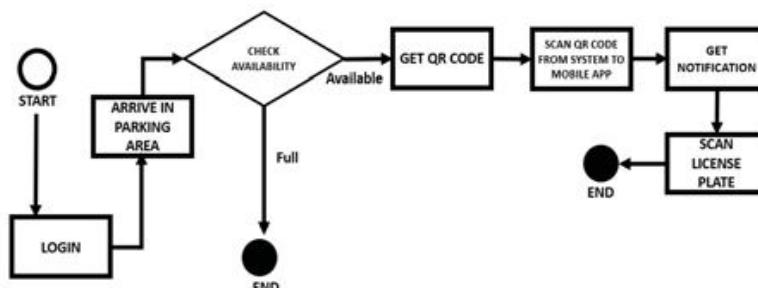 START
LOGIN
ARRIVE IN
PARKING
AREA
CHECK
AVAILABILITY
Available
Full
END
GET QR CODE
SCAN QR CODE
FROM SYSTEM TO
MOBILE APP
GET
NOTIFICATION
SCAN
LICENSE
PLATE
END